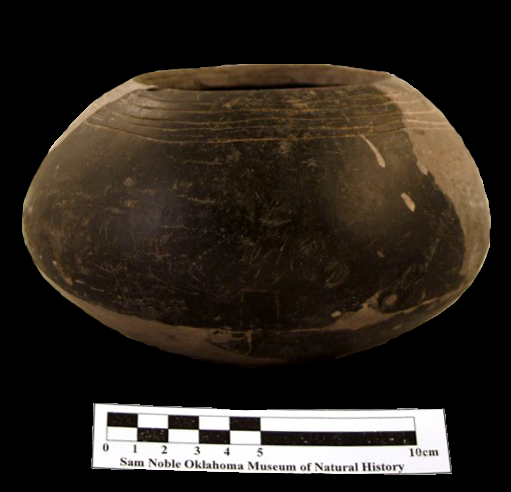 0 1 2 3 4 5 10cm
Sam Noble Oklahoma Museum of Natural History